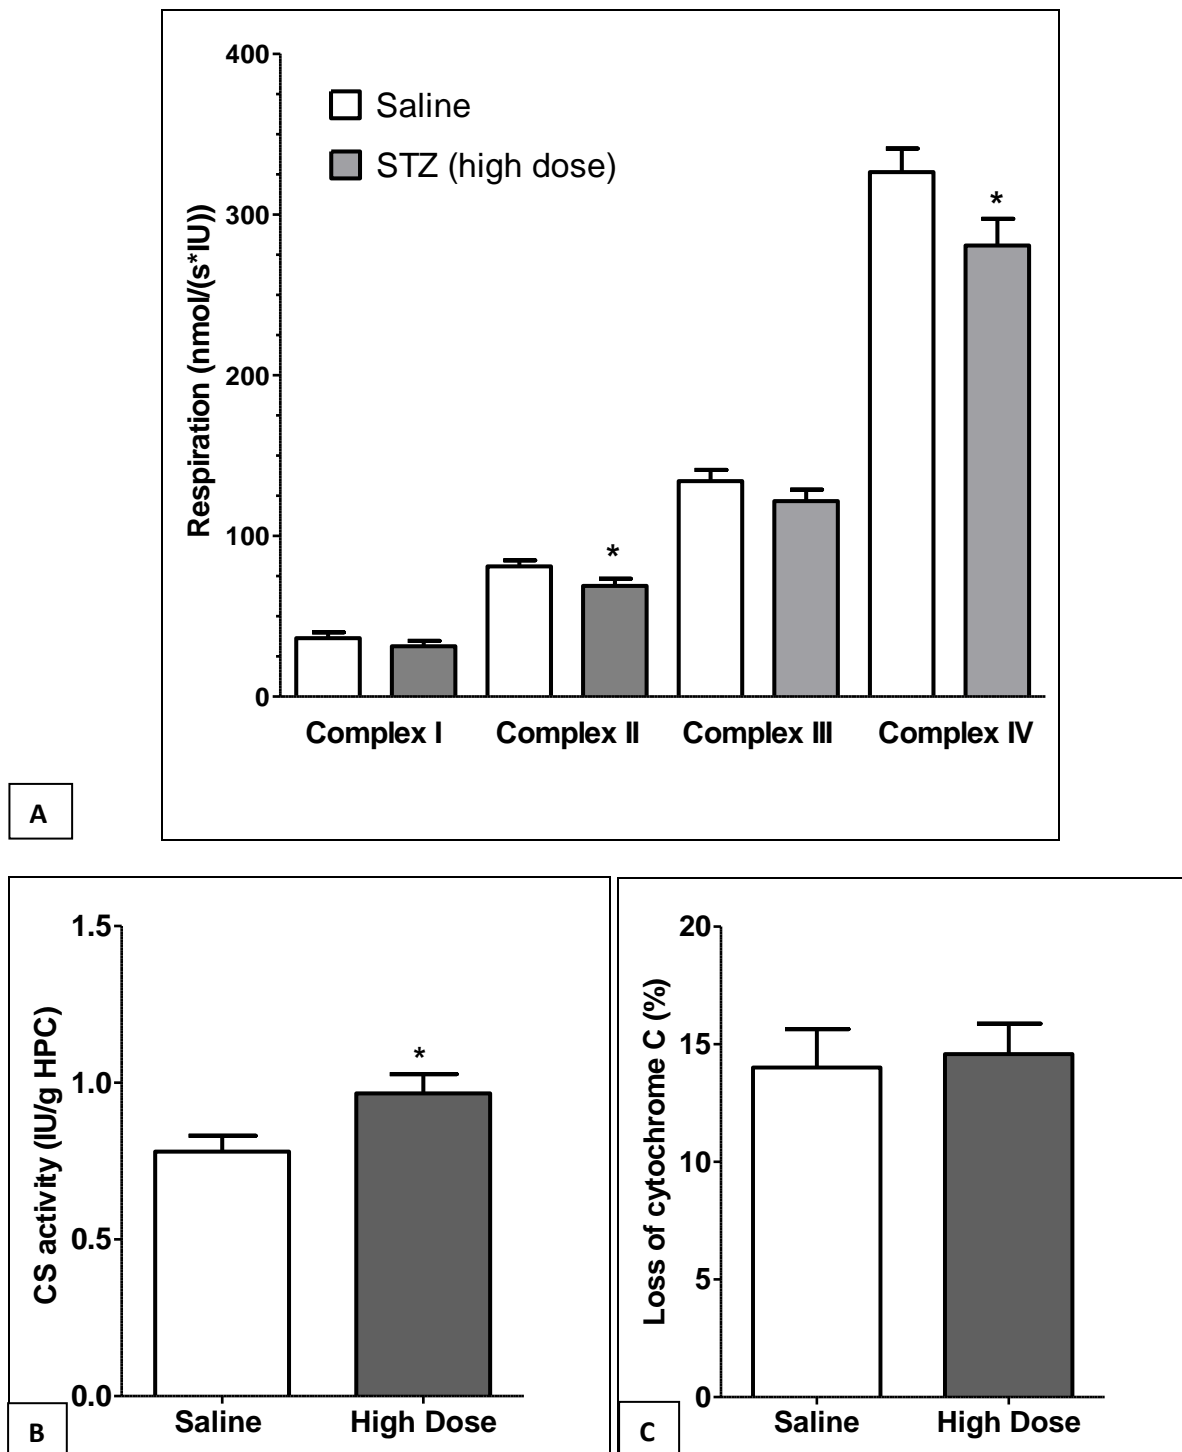 400
Saline
STZ (high dose)
*
300
Respiration (nmol/(s*IU))
200
*
100
0
Complex I Complex II Complex III Complex IV
A
1.5
CS activity (IU/g HPC)
*
1.0
0.5
0.0
Saline High Dose
B
20
Loss of cytochrome C (%)
15
10
5
0
Saline High Dose
C